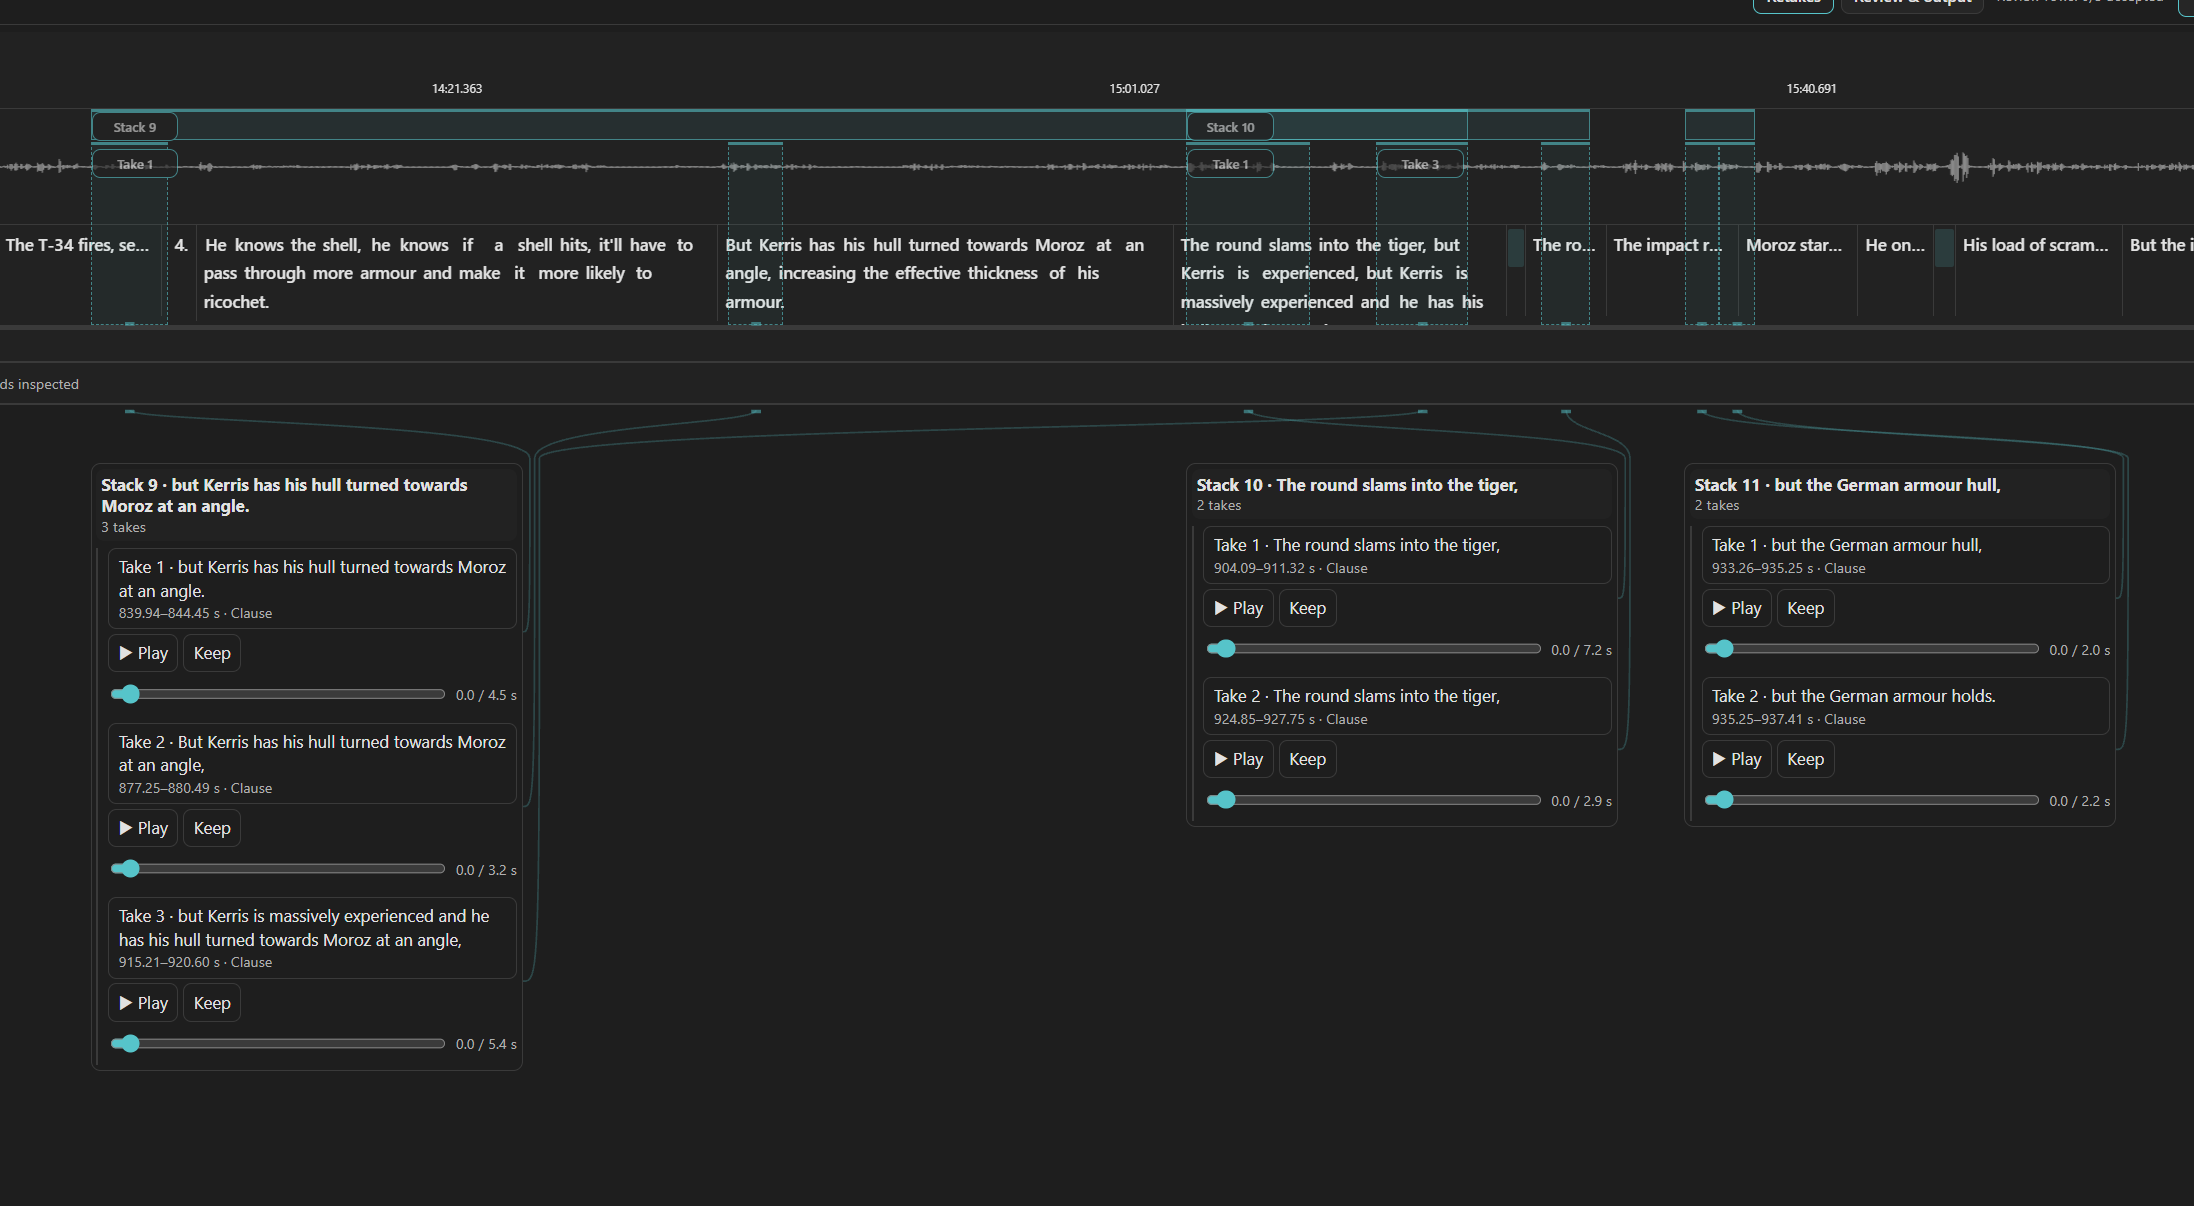 14:21.363
15:01.027
15:40.691
Stack 9
Stack 10
Take 1
Take 1
Take 3
The T-34 fires, se...
4.
He knows the shell, he knows if a shell hits, it'll have to
pass through more armour and make it more likely to
ricochet.
But Kerris has his hull turned towards Moroz at an
angle, increasing the effective thickness of his
armour.
The round slams into the tiger, but
Kerris is experienced, but Kerris is
massively experienced and he has his
The ro...
The impact r...
Moroz star...
He on...
His load of scram...
But the i
ds inspected
Stack 9 · but Kerris has his hull turned towards
Moroz at an angle.
3 takes
Take 1 · but Kerris has his hull turned towards Moroz
at an angle.
839.94–844.45 s · Clause
▶ Play
Keep
0.0 / 4.5 s
Take 2 · But Kerris has his hull turned towards Moroz
at an angle,
877.25–880.49 s · Clause
▶ Play
Keep
0.0 / 3.2 s
Take 3 · but Kerris is massively experienced and he
has his hull turned towards Moroz at an angle,
915.21–920.60 s · Clause
▶ Play
Keep
0.0 / 5.4 s
Stack 10 · The round slams into the tiger,
2 takes
Take 1 · The round slams into the tiger,
904.09–911.32 s · Clause
▶ Play
Keep
0.0 / 7.2 s
Take 2 · The round slams into the tiger,
924.85–927.75 s · Clause
▶ Play
Keep
0.0 / 2.9 s
Stack 11 · but the German armour hull,
2 takes
Take 1 · but the German armour hull,
933.26–935.25 s · Clause
▶ Play
Keep
0.0 / 2.0 s
Take 2 · but the German armour holds.
935.25–937.41 s · Clause
▶ Play
Keep
0.0 / 2.2 s